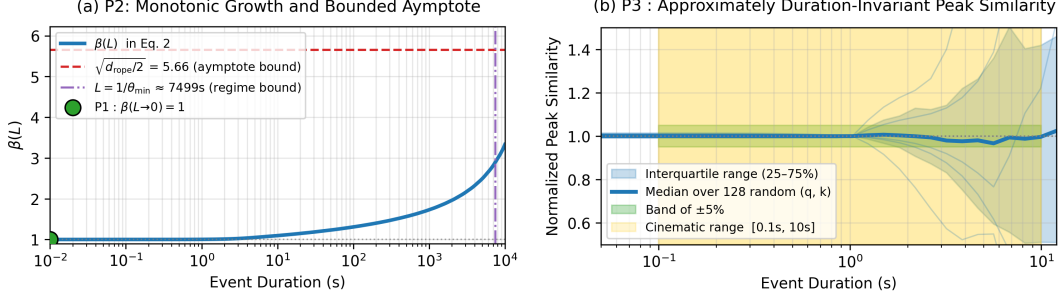 (a) P2: Monotonic Growth and Bounded Aymptote
β(L)
6
5
4
3
2
1
β(L) in Eq. 2
√d_rope/2 = 5.66 (aymptote bound)
L = 1/θ_min ≈ 7499s (regime bound)
P1 : β(L→0) = 1
10⁻² 10⁻¹ 10⁰ 10¹ 10² 10³ 10⁴
Event Duration (s)
(b) P3 : Approximately Duration-Invariant Peak Similarity
Normalized Peak Similarity
1.4
1.2
1.0
0.8
0.6
Interquartile range (25–75%)
Median over 128 random (q, k)
Band of ±5%
Cinematic range [0.1s, 10s]
10⁻¹ 10⁰ 10¹
Event Duration (s)